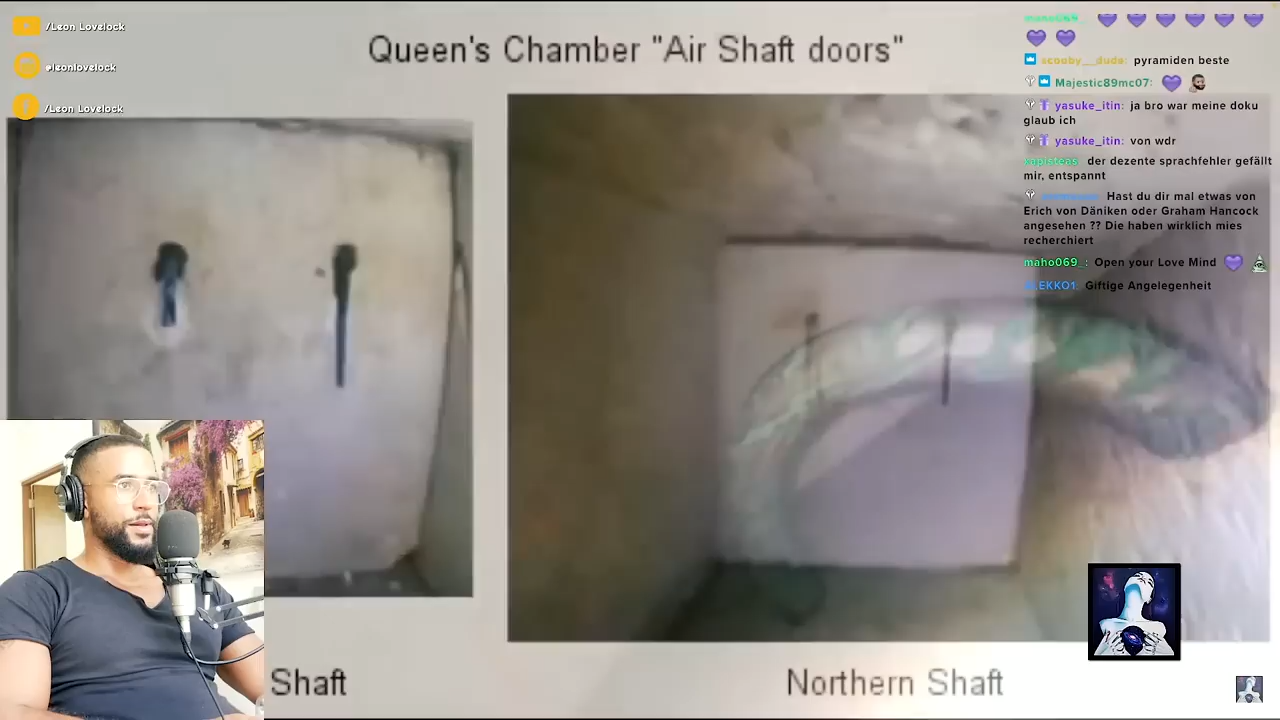 /Leon Lovelock
@leonlovelock
/Leon Lovelock
Queen's Chamber "Air Shaft doors"
Shaft
Northern Shaft
scooby__dude: pyramiden beste
Majestic89mc07:
yasuke_itin: ja bro war meine doku
glaub ich
yasuke_itin: von wdr
der dezente sprachfehler gefällt
mir, entspannt
Hast du dir mal etwas von
Erich von Däniken oder Graham Hancock
angesehen ?? Die haben wirklich mies
recherchiert
maho069_: Open your Love Mind
Giftige Angelegenheit